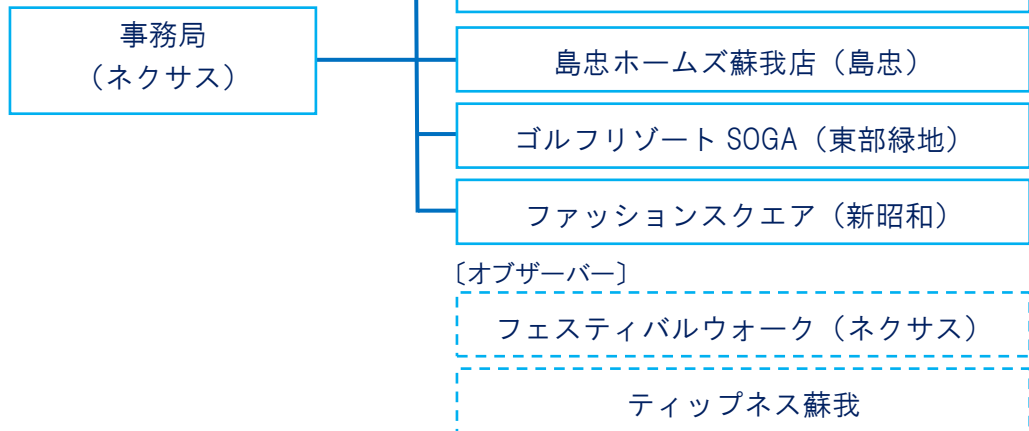 事務局
（ネクサス）
島忠ホームズ蘇我店（島忠）
ゴルフリゾート SOGA（東部緑地）
ファッションスクエア（新昭和）
〔オブザーバー〕
フェスティバルウォーク（ネクサス）
ティップネス蘇我